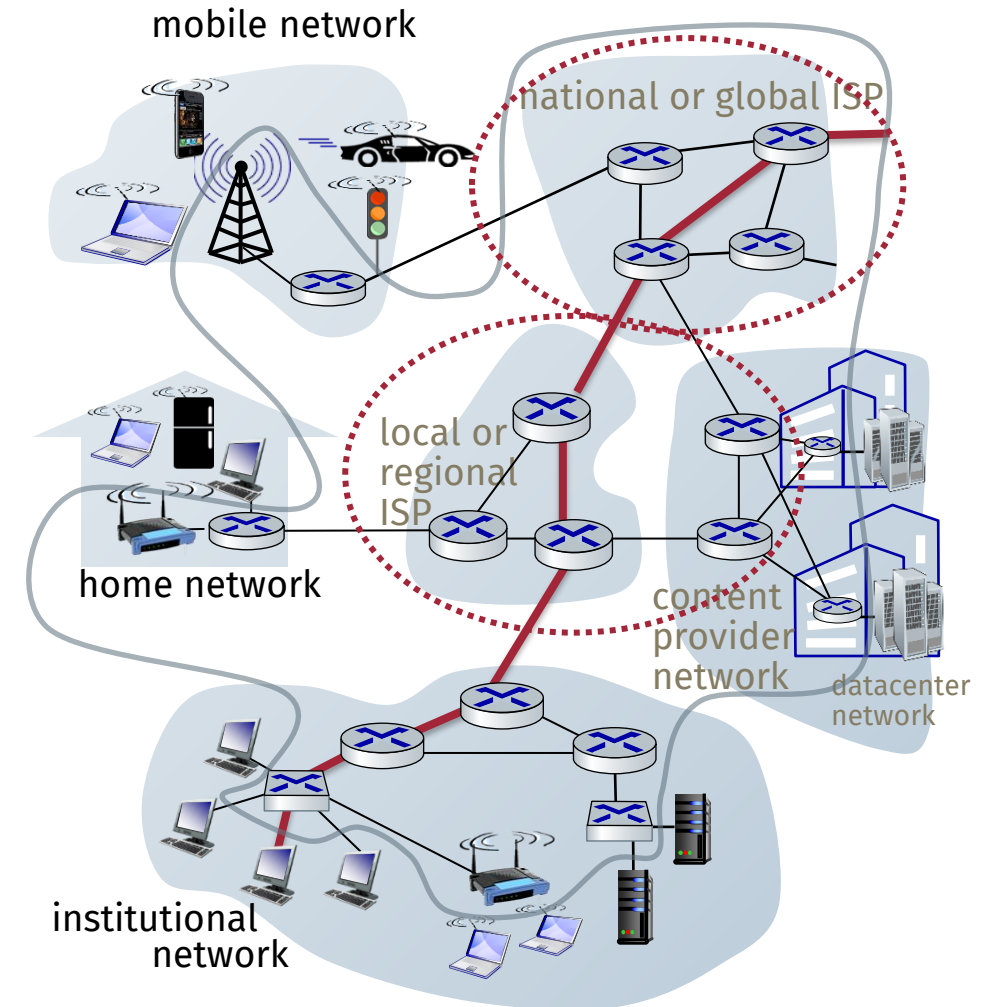 mobile network
national or global ISP
local or
regional
ISP
home network
content
provider
network
datacenter
network
institutional
network